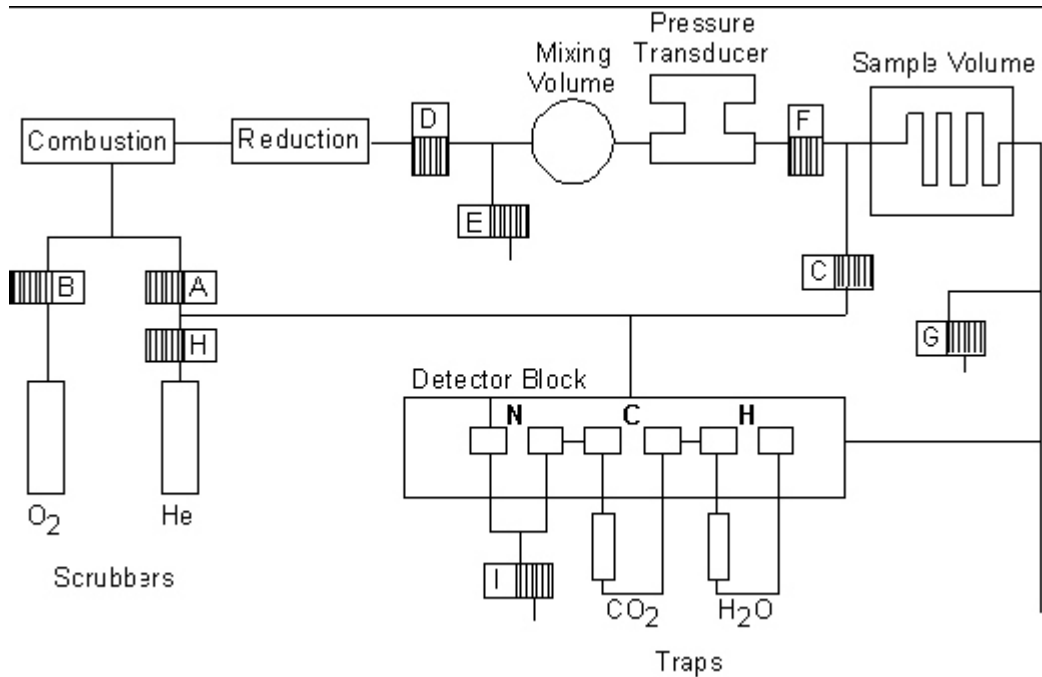 Pressure
Transducer
Mixing
Volume
Sample Volume
Combustion
Reduction
D
F
E
C
B
A
H
G
Detector Block
N C H
O2
He
Scrubbers
I
CO2
H2O
Traps